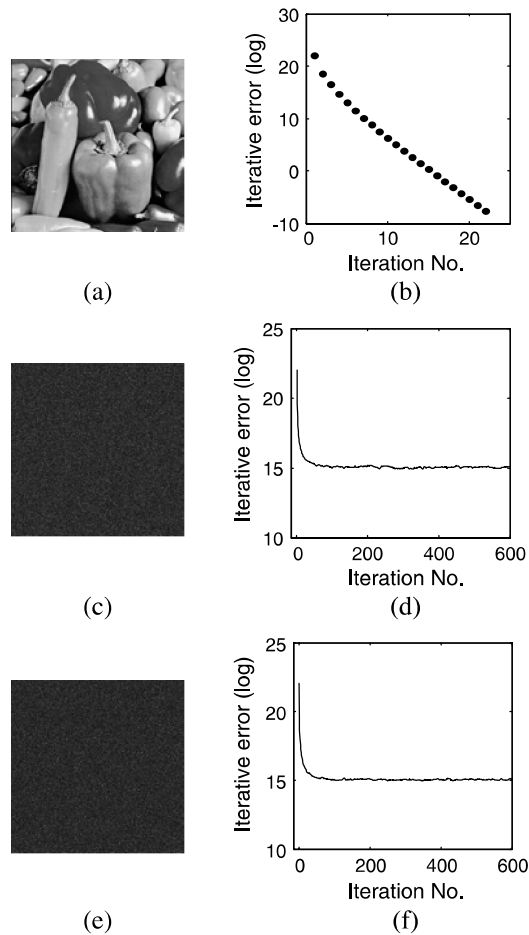 30
20
10
0
-10
Iterative error (log)
0
10
20
Iteration No.
(a)
(b)
25
20
15
10
Iterative error (log)
0
200
400
600
Iteration No.
(c)
(d)
25
20
15
10
Iterative error (log)
0
200
400
600
Iteration No.
(e)
(f)